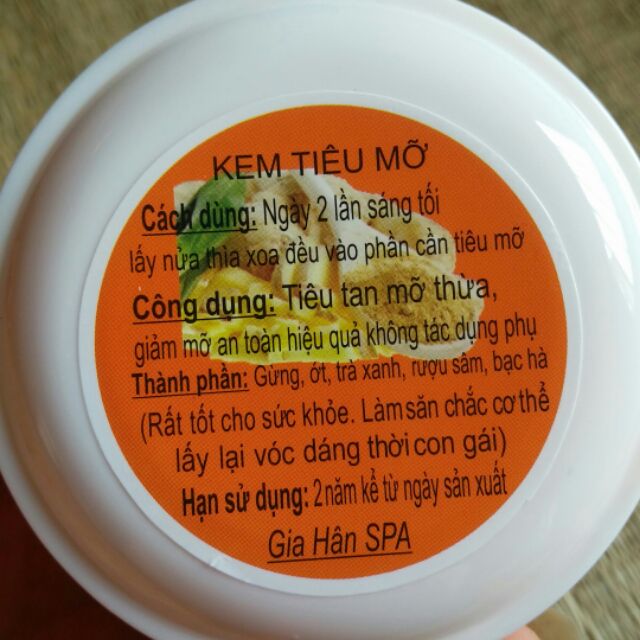 KEM TIÊU MỠ
Cách dùng: Ngày 2 lần sáng tối
lấy nửa thìa xoa đều vào phần cần tiêu mỡ
Công dụng: Tiêu tan mỡ thừa,
giảm mỡ an toàn hiệu quả không tác dụng phụ
Thành phần: Gừng, ớt, trà xanh, rượu sâm, bạc hà
(Rất tốt cho sức khỏe. Làm săn chắc cơ thể
lấy lại vóc dáng thời con gái)
Hạn sử dụng: 2 năm kể từ ngày sản xuất
Gia Hân SPA